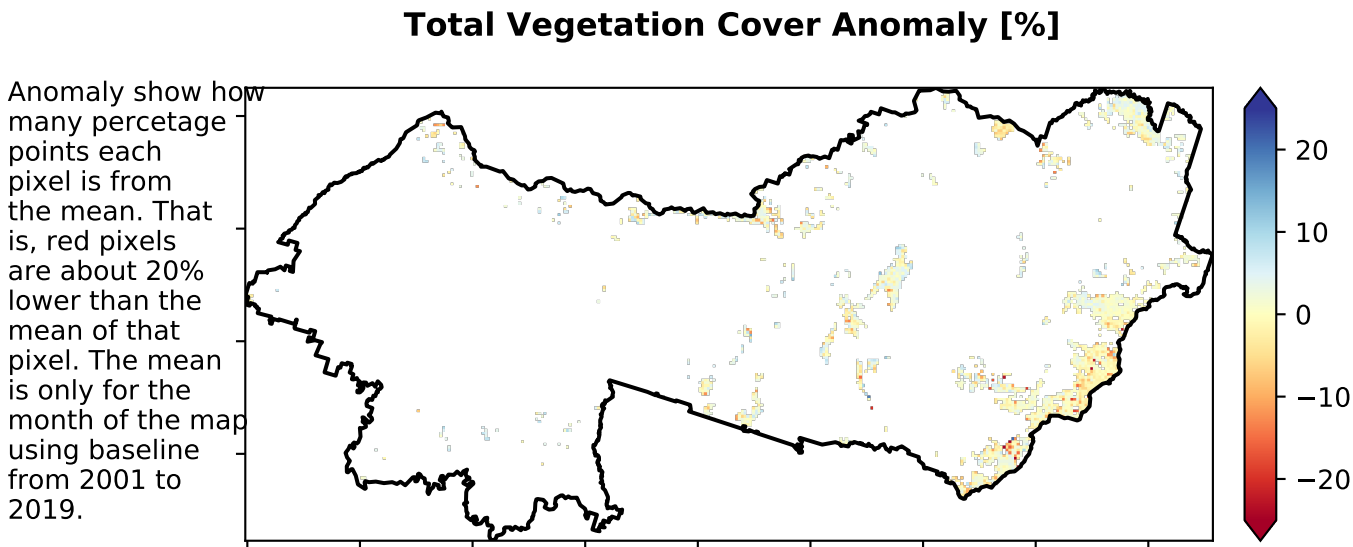 Total Vegetation Cover Anomaly [%]
Anomaly show how
many percetage
points each
pixel is from
the mean. That
is, red pixels
are about 20%
lower than the
mean of that
pixel. The mean
is only for the
month of the map
using baseline
from 2001 to
2019.
20
10
0
−10
−20